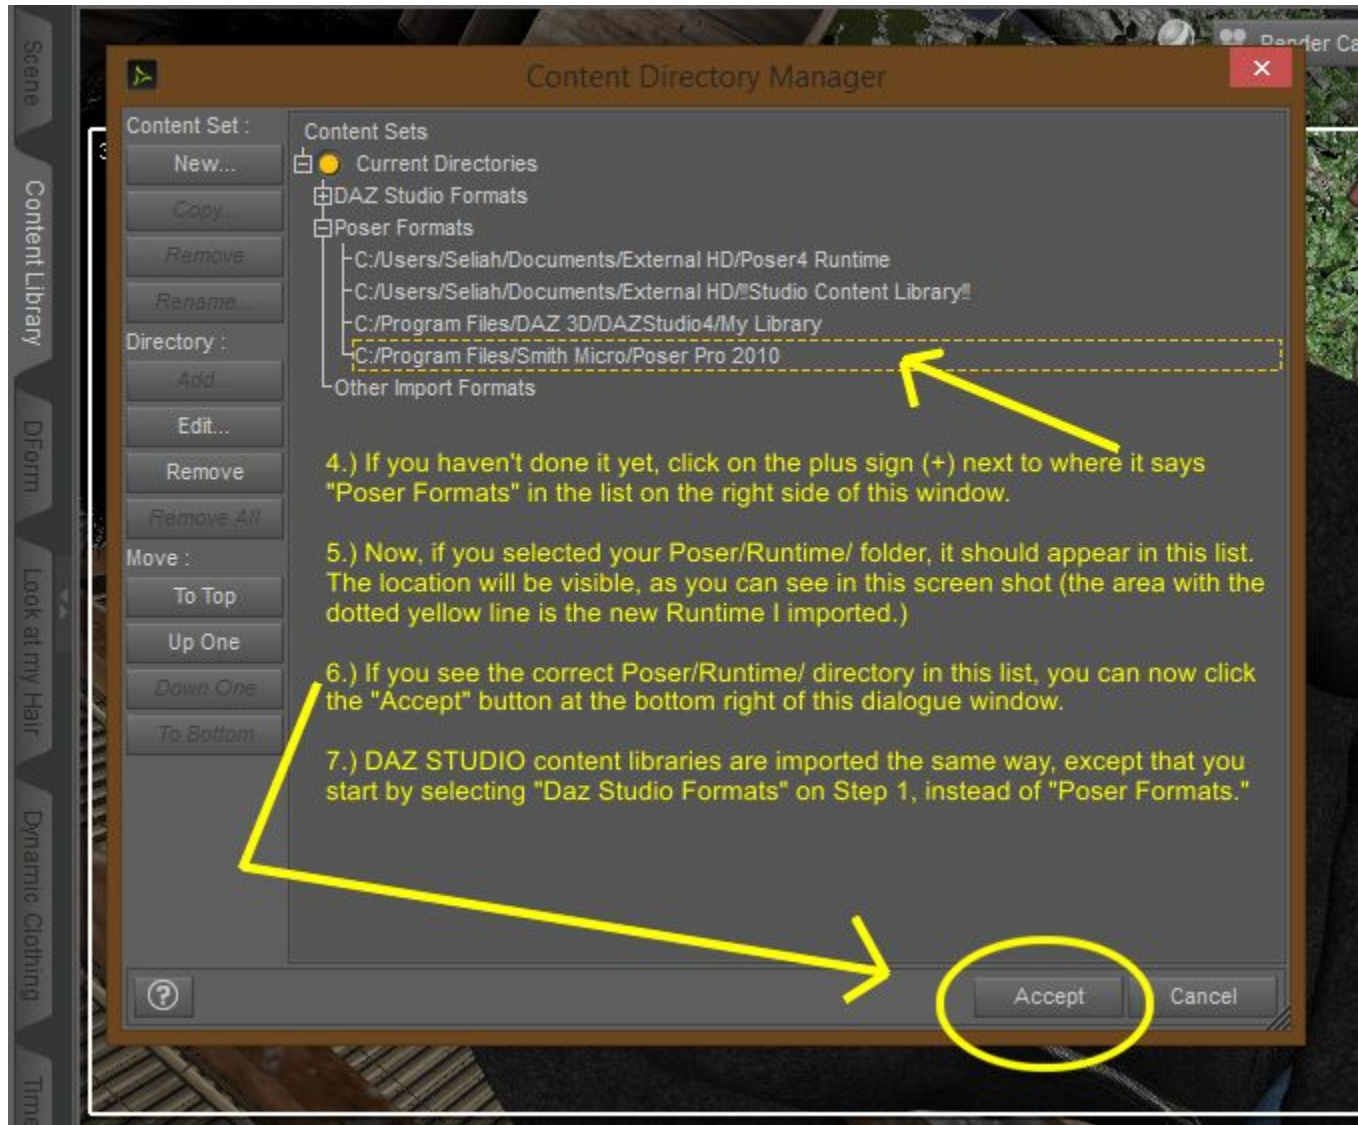 Render Ca
Content Directory Manager
Scene
Content Library
DForm
Look at my Hair
Dynamic Clothing
Time
Content Set :
New...
Copy...
Remove
Rename...
Directory :
Add...
Edit...
Remove
Remove All
Move :
To Top
Up One
Down One
To Bottom
Content Sets
Current Directories
DAZ Studio Formats
Poser Formats
C:/Users/Seliah/Documents/External HD/Poser4 Runtime
C:/Users/Seliah/Documents/External HD/!!Studio Content Library!!
C:/Program Files/DAZ 3D/DAZStudio4/My Library
C:/Program Files/Smith Micro/Poser Pro 2010
Other Import Formats
4.) If you haven't done it yet, click on the plus sign (+) next to where it says
"Poser Formats" in the list on the right side of this window.
5.) Now, if you selected your Poser/Runtime/ folder, it should appear in this list.
The location will be visible, as you can see in this screen shot (the area with the
dotted yellow line is the new Runtime I imported.)
6.) If you see the correct Poser/Runtime/ directory in this list, you can now click
the "Accept" button at the bottom right of this dialogue window.
7.) DAZ STUDIO content libraries are imported the same way, except that you
start by selecting "Daz Studio Formats" on Step 1, instead of "Poser Formats."
Accept
Cancel